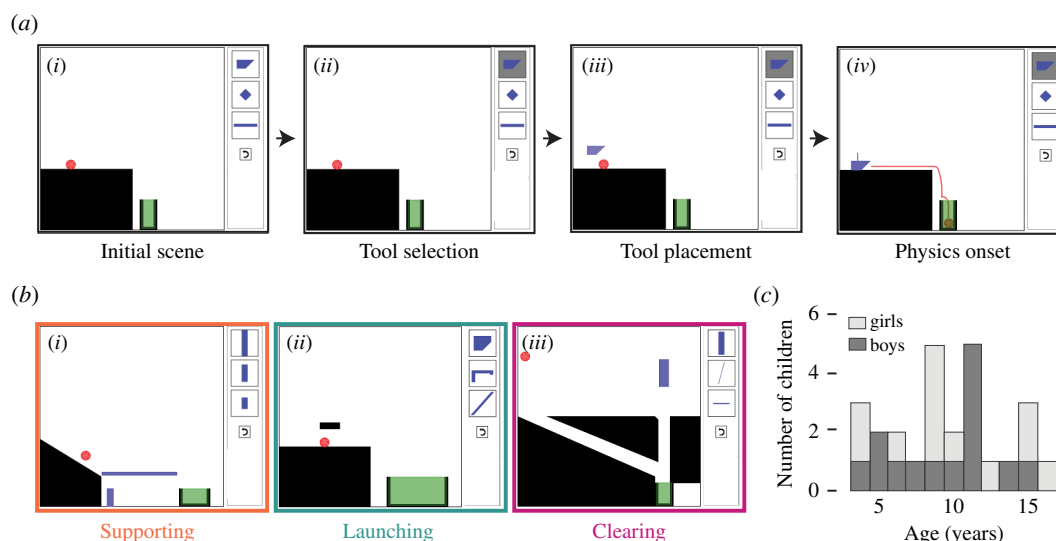 (a)
(i)
(ii)
(iii)
(iv)
Initial scene
Tool selection
Tool placement
Physics onset
(b)
(i)
(ii)
(iii)
Supporting
Launching
Clearing
(c)
Number of children
6
4
2
0
girls
boys
5
10
15
Age (years)